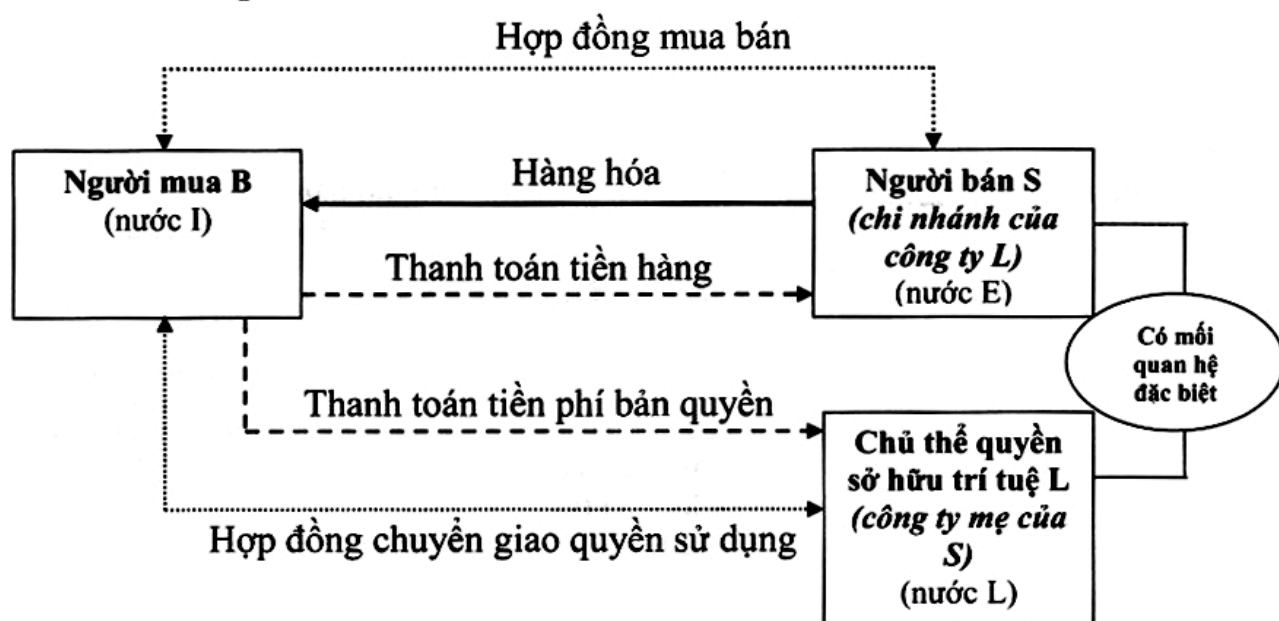 Hợp đồng mua bán
Người mua B
(nước I)
Hàng hóa
Người bán S
(chi nhánh của
công ty L)
(nước E)
Thanh toán tiền hàng
Có mối
quan hệ
đặc biệt
Thanh toán tiền phí bản quyền
Chủ thể quyền
sở hữu trí tuệ L
(công ty mẹ của
S)
(nước L)
Hợp đồng chuyển giao quyền sử dụng